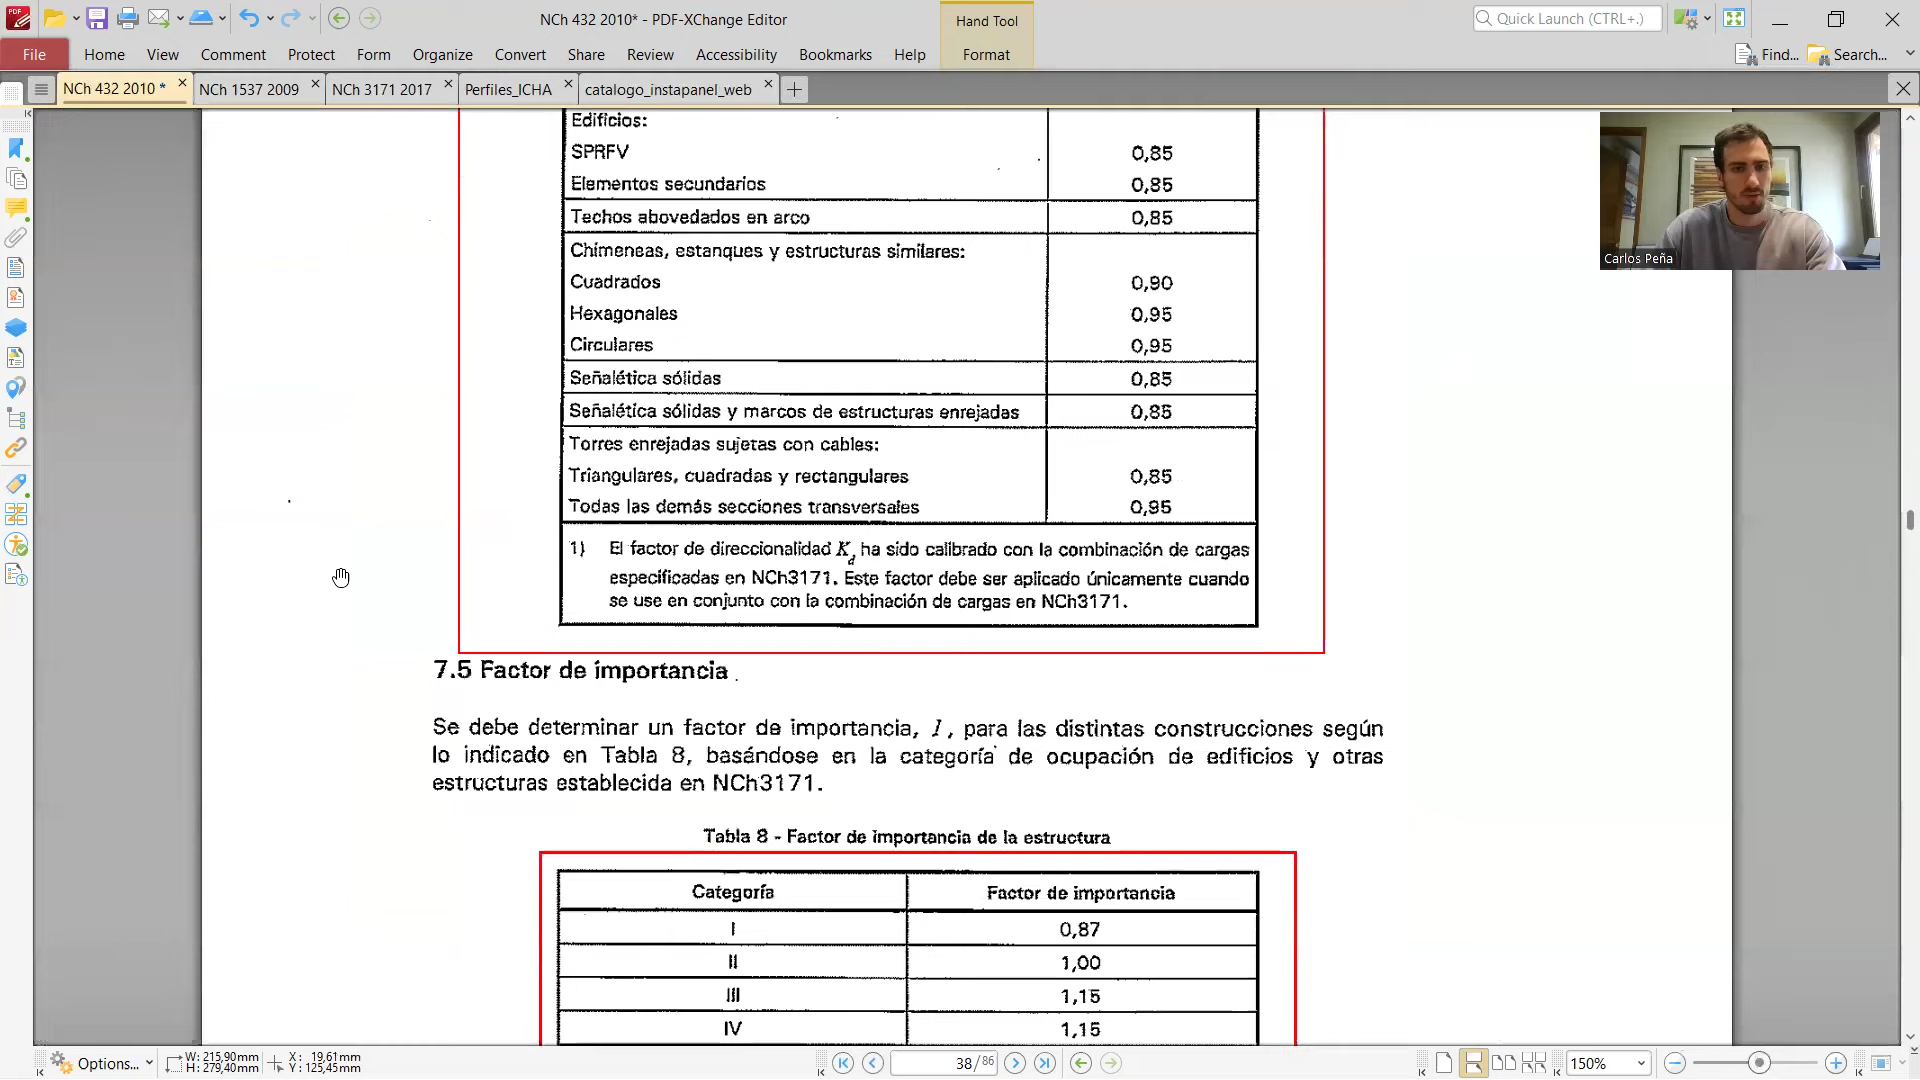 NCh 432 2010* - PDF-XChange Editor
Hand Tool
Quick Launch (CTRL+.)
File
Home
View
Comment
Protect
Form
Organize
Convert
Share
Review
Accessibility
Bookmarks
Help
Format
Find...
Search...
NCh 432 2010 *
NCh 1537 2009
NCh 3171 2017
Perfiles_ICHA
catalogo_instapanel_web
Edificios:
SPRFV 0,85
Elementos secundarios 0,85
Techos abovedados en arco 0,85
Chimeneas, estanques y estructuras similares:
Cuadrados 0,90
Hexagonales 0,95
Circulares 0,95
Señalética sólidas 0,85
Señalética sólidas y marcos de estructuras enrejadas 0,85
Torres enrejadas sujetas con cables:
Triangulares, cuadradas y rectangulares 0,85
Todas las demás secciones transversales 0,95
1) El factor de direccionalidad Kd ha sido calibrado con la combinación de cargas
especificadas en NCh3171. Este factor debe ser aplicado únicamente cuando
se use en conjunto con la combinación de cargas en NCh3171.
7.5 Factor de importancia
Se debe determinar un factor de importancia, I, para las distintas construcciones según
lo indicado en Tabla 8, basándose en la categoría de ocupación de edificios y otras
estructuras establecida en NCh3171.
Tabla 8 - Factor de importancia de la estructura
Categoría Factor de importancia
I 0,87
II 1,00
III 1,15
IV 1,15
Carlos Peña
Options...
W: 215,90mm
H: 279,40mm
X: 19,61mm
Y: 125,45mm
38 / 86
150%